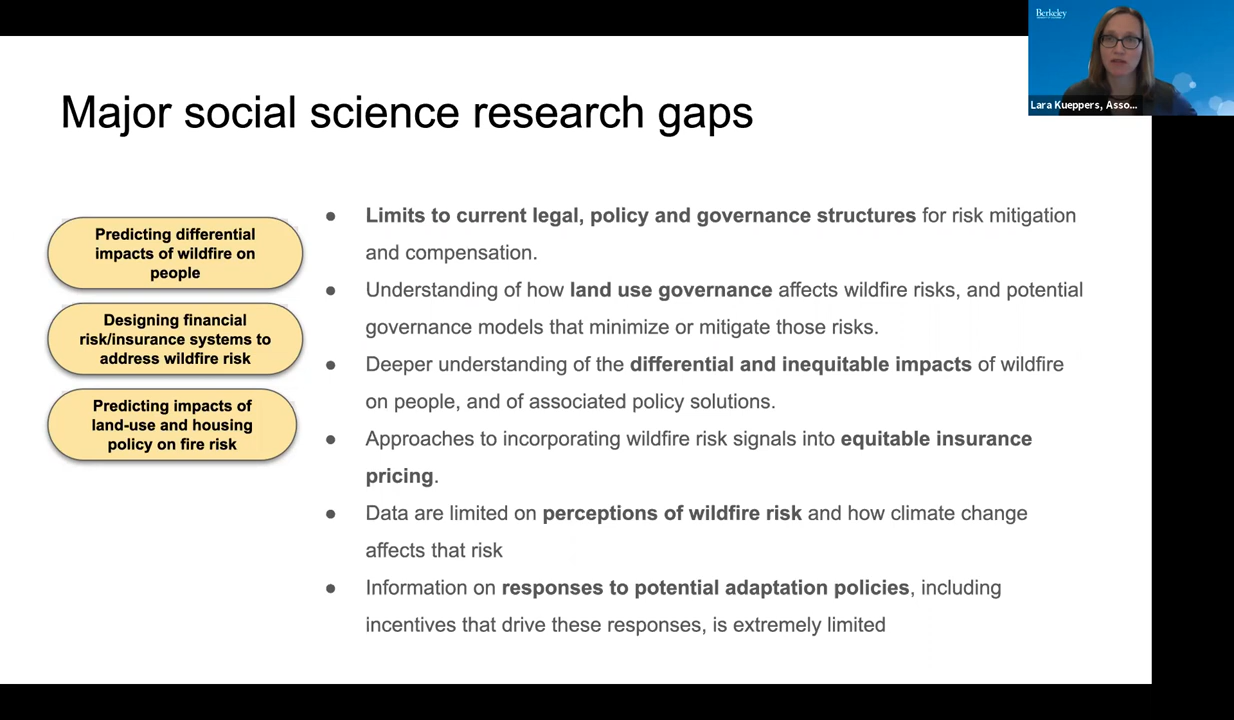 Berkeley
Lara Kueppers, Asso...
Major social science research gaps
Predicting differential
impacts of wildfire on
people
Designing financial
risk/insurance systems to
address wildfire risk
Predicting impacts of
land-use and housing
policy on fire risk
● Limits to current legal, policy and governance structures for risk mitigation
and compensation.
● Understanding of how land use governance affects wildfire risks, and potential
governance models that minimize or mitigate those risks.
● Deeper understanding of the differential and inequitable impacts of wildfire
on people, and of associated policy solutions.
● Approaches to incorporating wildfire risk signals into equitable insurance
pricing.
● Data are limited on perceptions of wildfire risk and how climate change
affects that risk
● Information on responses to potential adaptation policies, including
incentives that drive these responses, is extremely limited